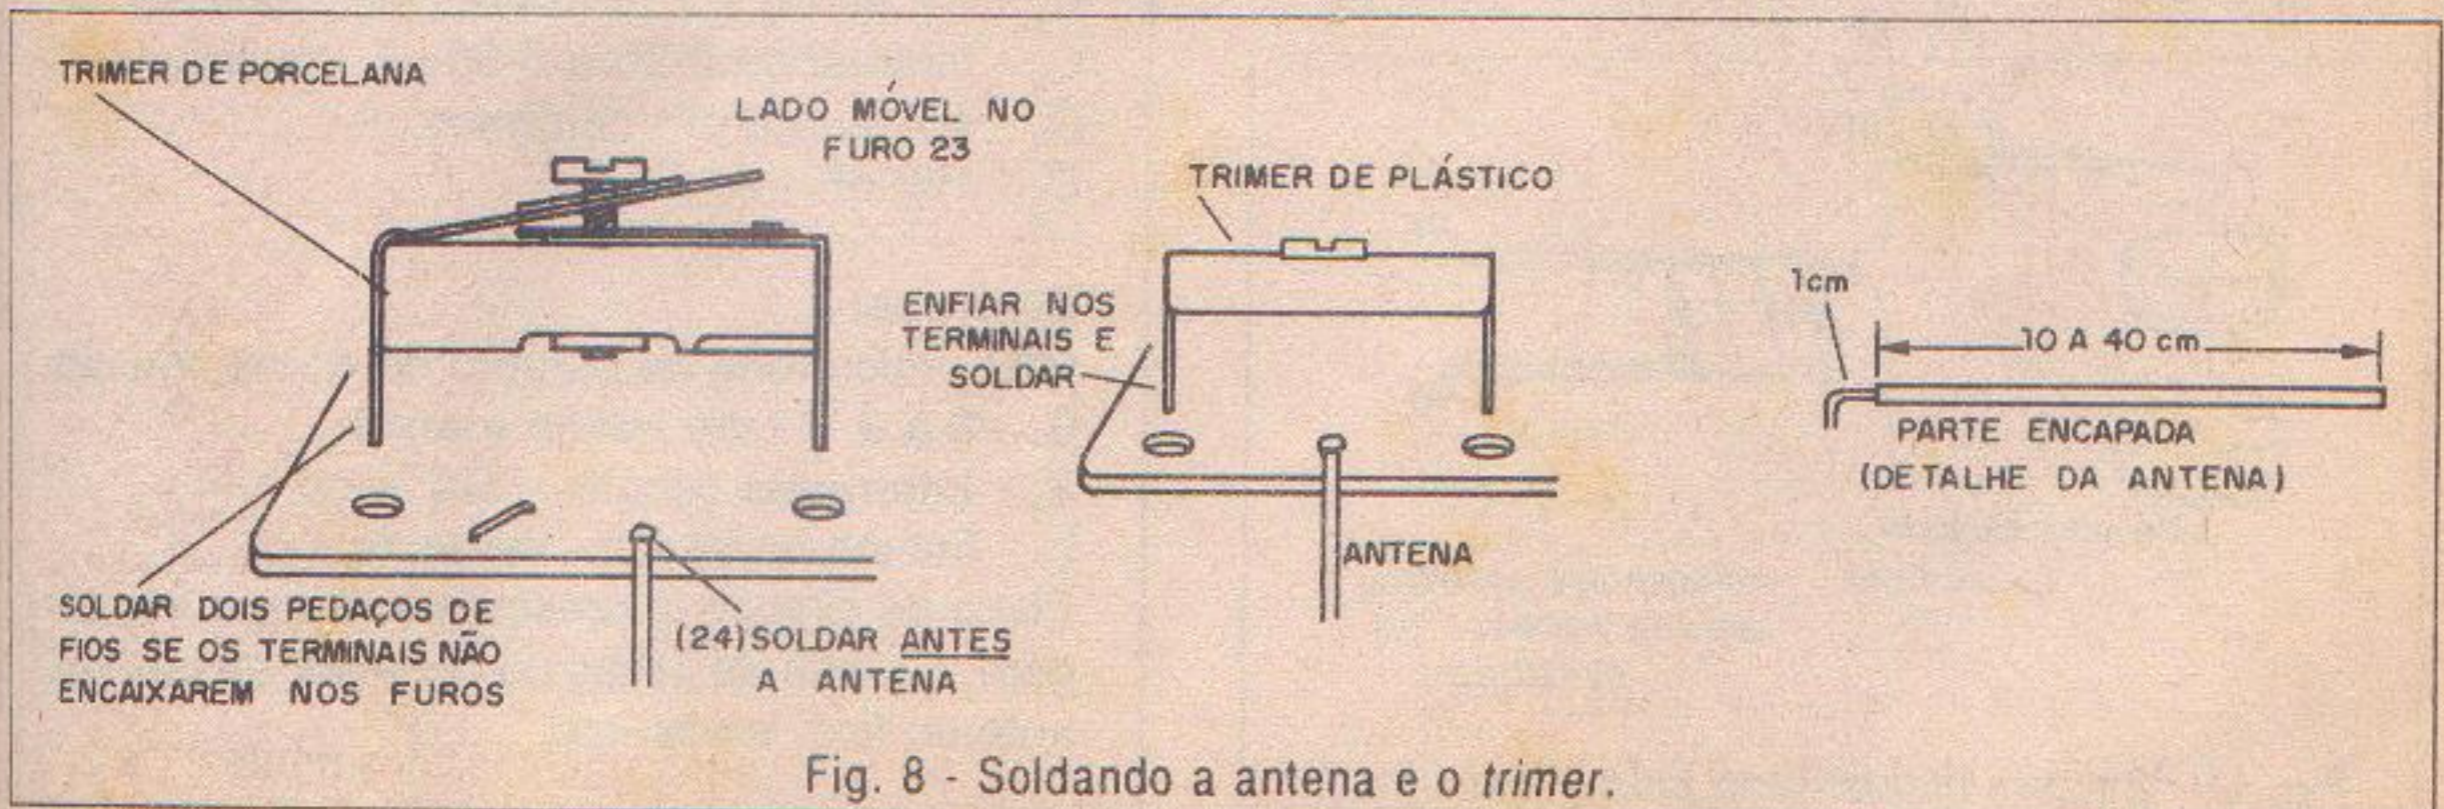 TRIMER DE PORCELANA
LADO MÓVEL NO
FURO 23
SOLDAR DOIS PEDAÇOS DE
FIOS SE OS TERMINAIS NÃO
ENCAIXAREM NOS FUROS
(24) SOLDAR ANTES
A ANTENA
TRIMER DE PLÁSTICO
ENFIAR NOS
TERMINAIS E
SOLDAR
ANTENA
1cm
10 A 40 cm
PARTE ENCAPADA
(DETALHE DA ANTENA)
Fig. 8 - Soldando a antena e o trimer.